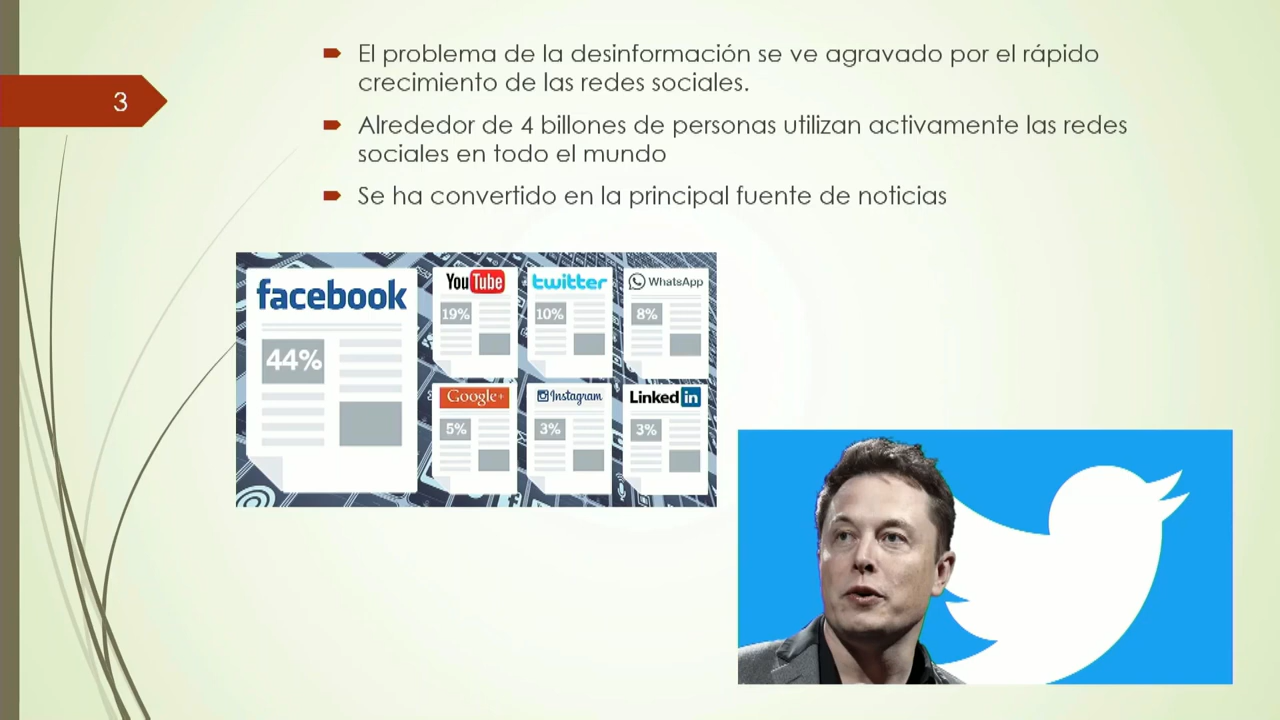 3
El problema de la desinformación se ve agravado por el rápido
crecimiento de las redes sociales.
Alrededor de 4 billones de personas utilizan activamente las redes
sociales en todo el mundo
Se ha convertido en la principal fuente de noticias
facebook
44%
YouTube
19%
twitter
10%
WhatsApp
8%
Google+
5%
Instagram
3%
Linked in
3%